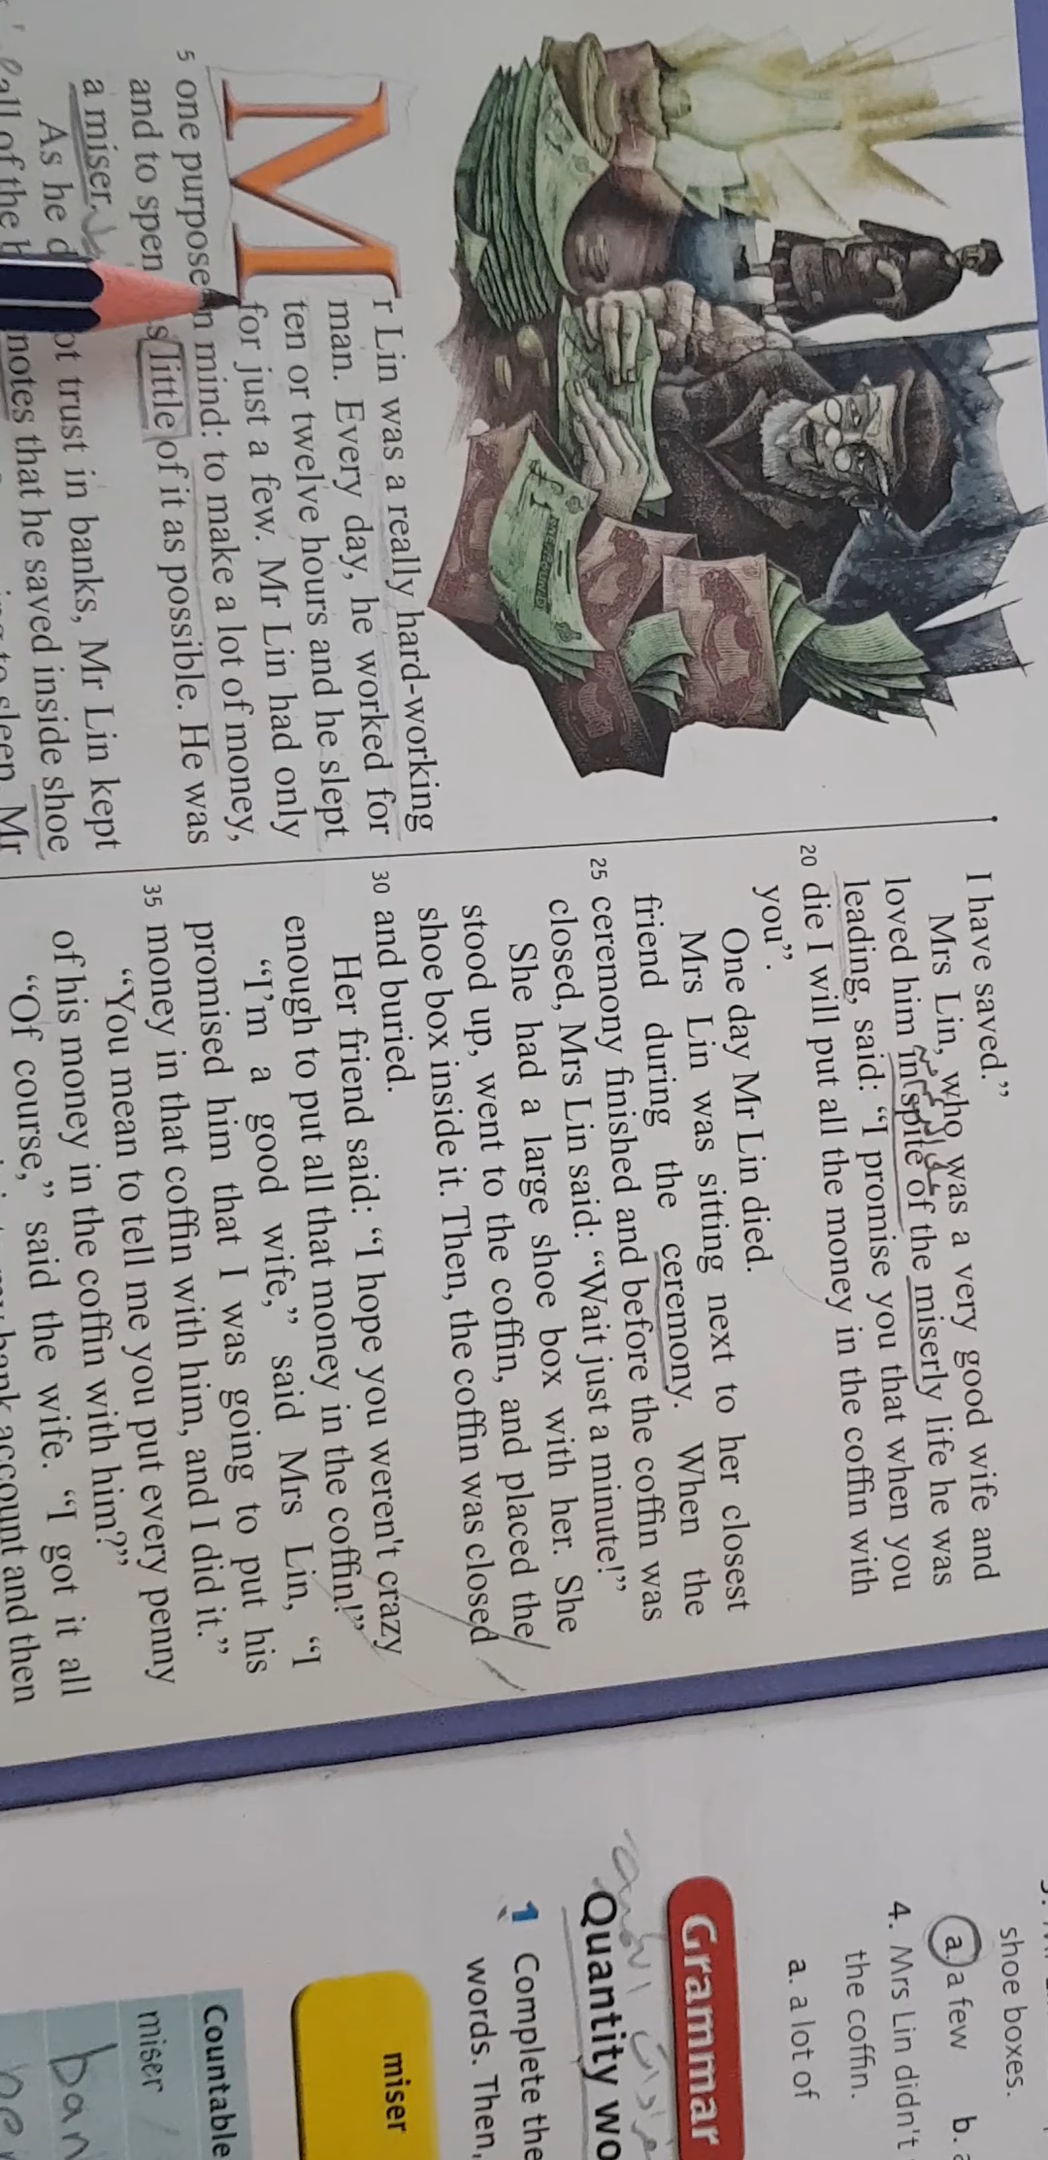 Mr Lin was a really hard-working
man. Every day, he worked for
ten or twelve hours and he slept
for just a few. Mr Lin had only
5 one purpose in mind: to make a lot of money,
and to spen s little of it as possible. He was
a miser.
As he d ot trust in banks, Mr Lin kept
all of the notes that he saved inside shoe
sleep, Mr
I have saved.”
Mrs Lin, who was a very good wife and
loved him in spite of the miserly life he was
leading, said: “I promise you that when you
20 die I will put all the money in the coffin with
you”.
One day Mr Lin died.
Mrs Lin was sitting next to her closest
friend during the ceremony. When the
25 ceremony finished and before the coffin was
closed, Mrs Lin said: “Wait just a minute!”
She had a large shoe box with her. She
stood up, went to the coffin, and placed the
shoe box inside it. Then, the coffin was closed
30 and buried.
Her friend said: “I hope you weren't crazy
enough to put all that money in the coffin!”
“I'm a good wife,” said Mrs Lin, “I
promised him that I was going to put his
35 money in that coffin with him, and I did it.”
“You mean to tell me you put every penny
of his money in the coffin with him?”
“Of course,” said the wife. “I got it all
bank account and then
shoe boxes.
a. a few b.
4. Mrs Lin didn't
the coffin.
a. a lot of
Grammar
Quantity wo
1 Complete the
words. Then,
miser
Countable
miser
ban